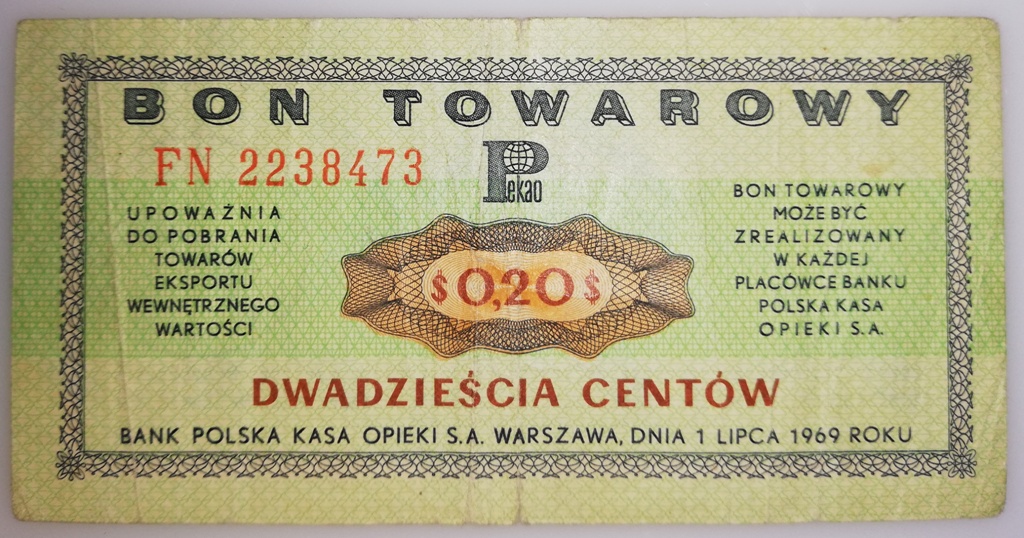 BON TOWAROWY
FN 2238473
Pekao
UPOWAŻNIA
DO POBRANIA
TOWARÓW
EKSPORTU
WEWNĘTRZNEGO
WARTOŚCI
$0,20$
BON TOWAROWY
MOŻE BYĆ
ZREALIZOWANY
W KAŻDEJ
PLACÓWCE BANKU
POLSKA KASA
OPIEKI S.A.
DWADZIEŚCIA CENTÓW
BANK POLSKA KASA OPIEKI S.A. WARSZAWA, DNIA 1 LIPCA 1969 ROKU